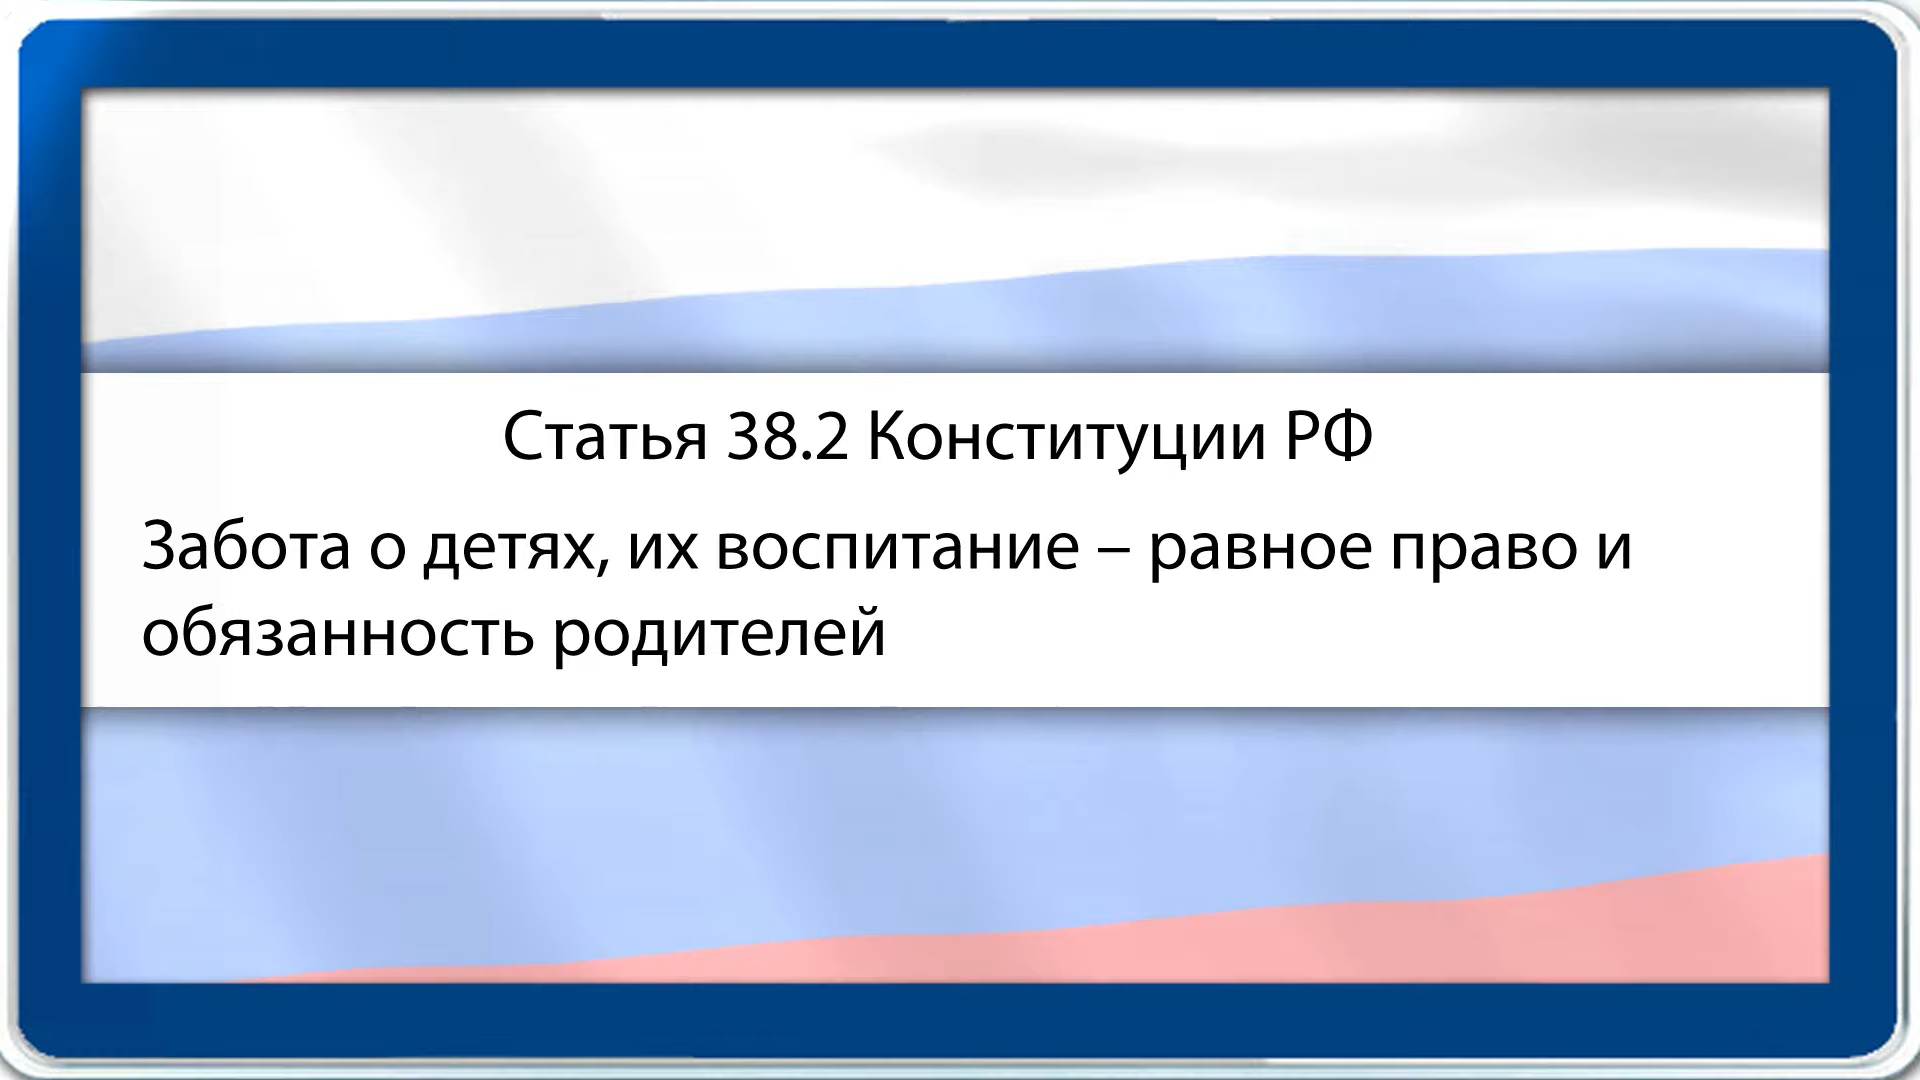 Статья 38.2 Конституции РФ
Забота о детях, их воспитание – равное право и
обязанность родителей